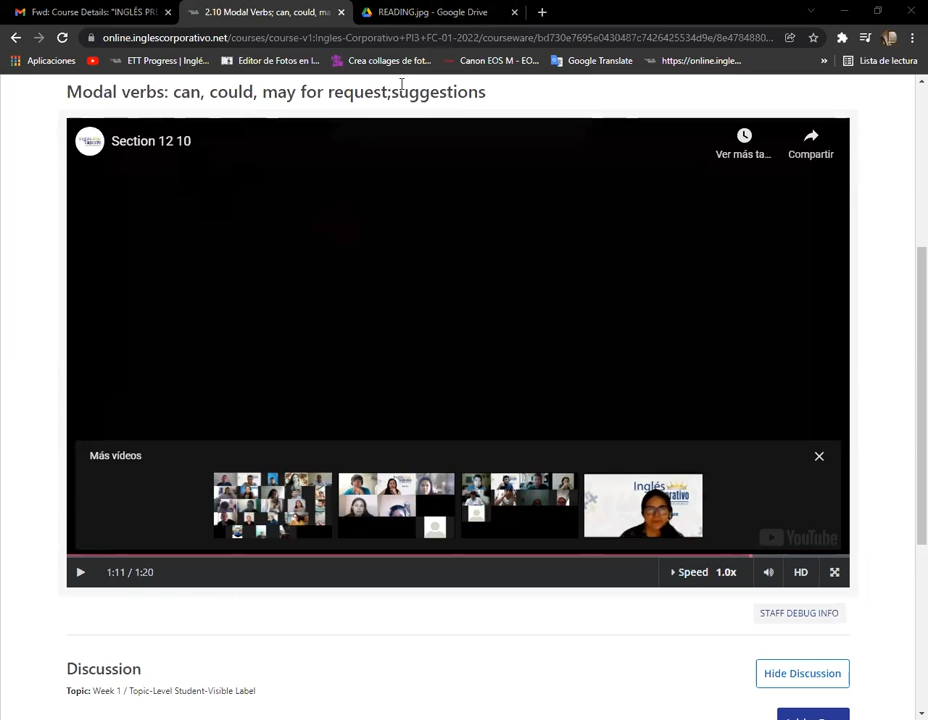 Fwd: Course Details: "INGLÉS PRE
2.10 Modal Verbs; can, could, ma
READING.jpg - Google Drive
online.inglescorporativo.net/courses/course-v1:Ingles-Corporativo+PI3+FC-01-2022/courseware/bd730e7695e0430487c7426425534d9e/8e4784880...
Aplicaciones
ETT Progress | Inglé...
Editor de Fotos en l...
Crea collages de fot...
Canon EOS M - EO...
Google Translate
https://online.ingle...
»
Lista de lectura
Modal verbs: can, could, may for request;suggestions
Section 12 10
Ver más ta...
Compartir
Más vídeos
Inglés
YouTube
1:11 / 1:20
Speed 1.0x
HD
STAFF DEBUG INFO
Discussion
Hide Discussion
Topic: Week 1 / Topic-Level Student-Visible Label